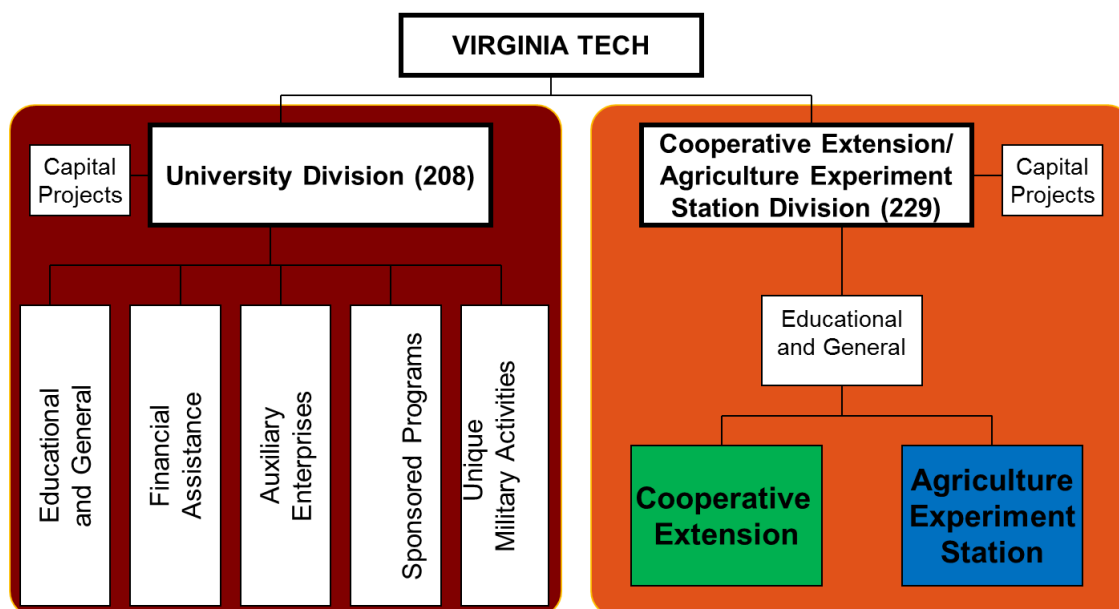 VIRGINIA TECH
Capital
Projects
University Division (208)
Cooperative Extension/
Agriculture Experiment
Station Division (229)
Capital
Projects
Educational
and General
Financial
Assistance
Auxiliary
Enterprises
Sponsored Programs
Unique
Military Activities
Educational
and General
Cooperative
Extension
Agriculture
Experiment
Station